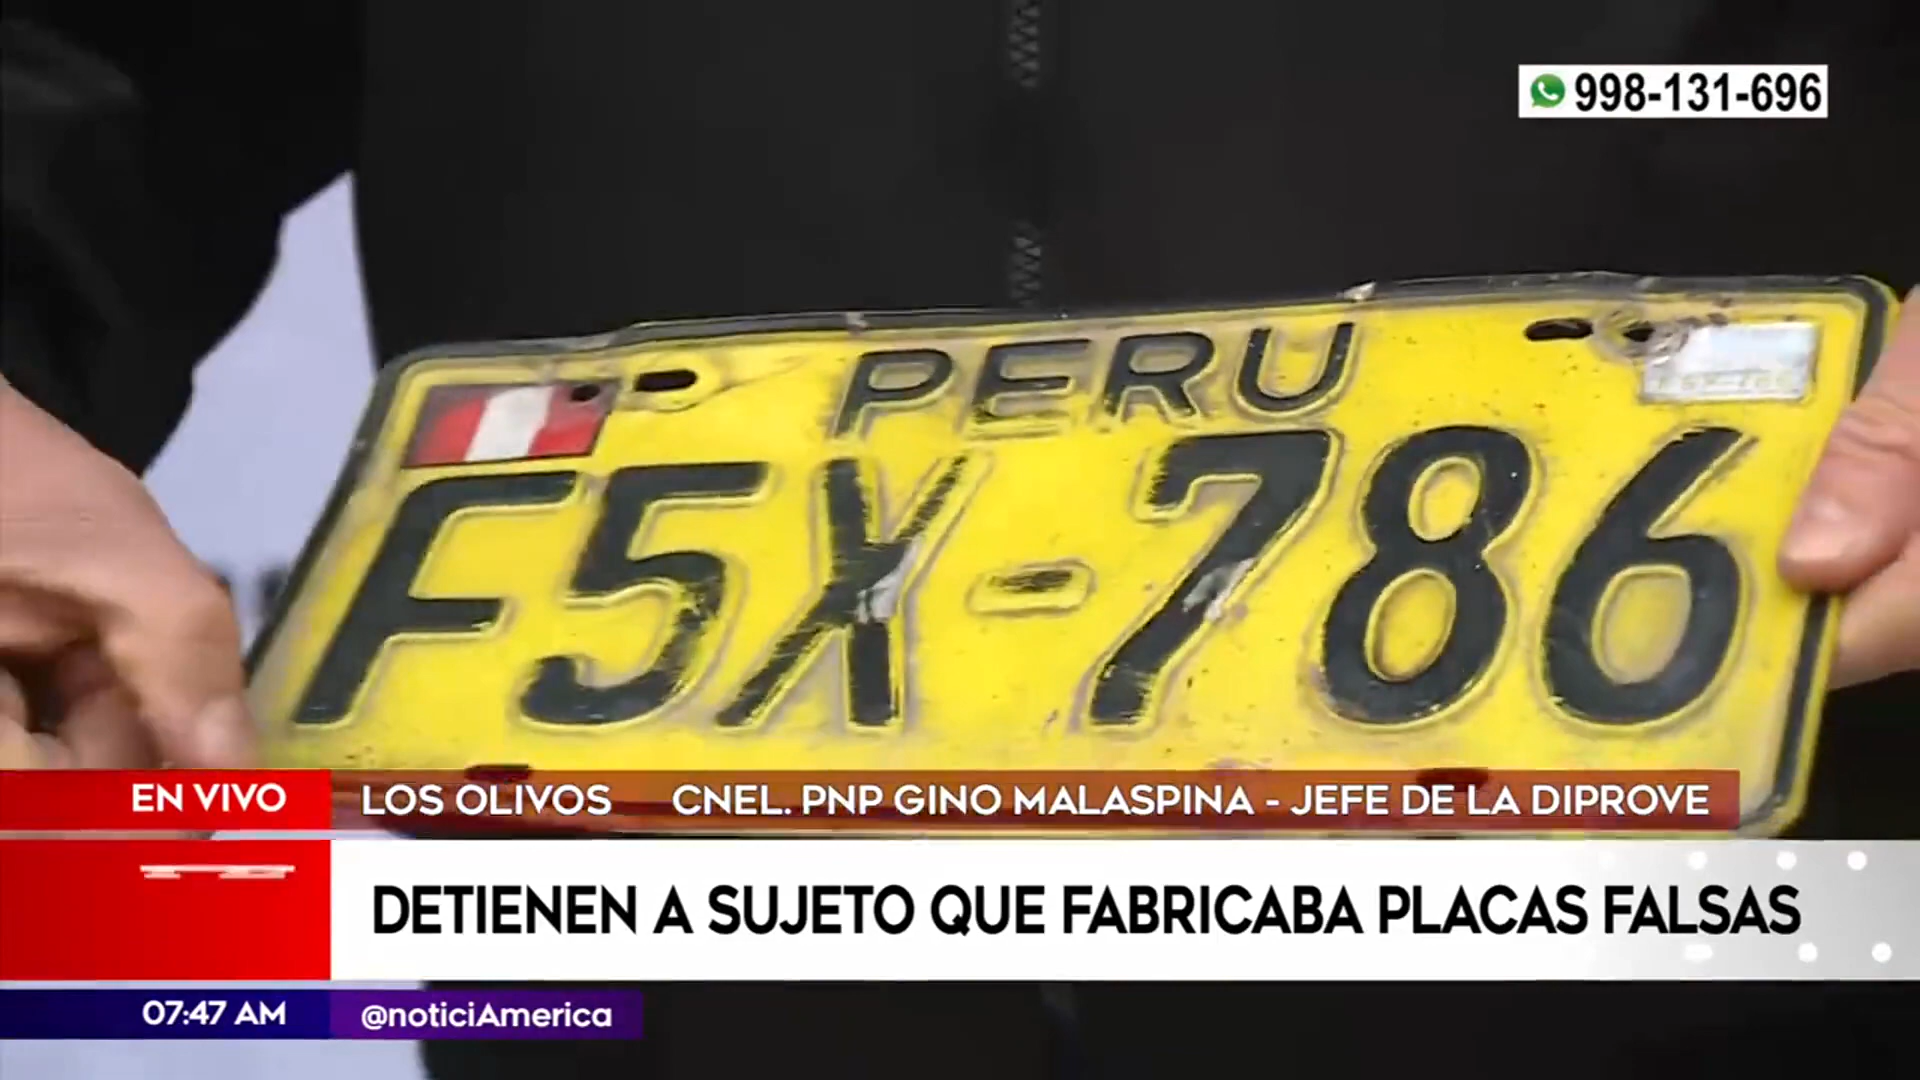 998-131-696
PERU
F5X-786
EN VIVO
LOS OLIVOS CNEL. PNP GINO MALASPINA - JEFE DE LA DIPROVE
DETIENEN A SUJETO QUE FABRICABA PLACAS FALSAS
07:47 AM
@noticiAmerica